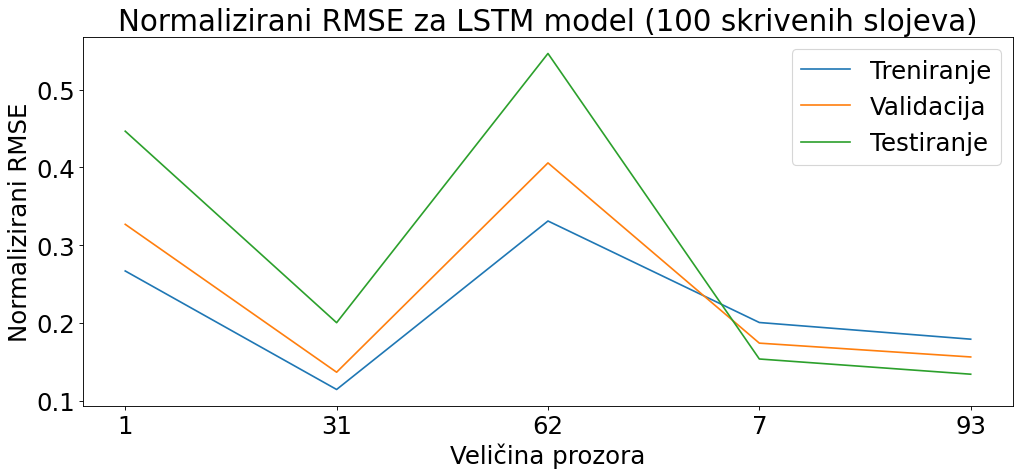 Normalizirani RMSE za LSTM model (100 skrivenih slojeva)
Normalizirani RMSE
0.5
0.4
0.3
0.2
0.1
Treniranje
Validacija
Testiranje
1 31 62 7 93
Veličina prozora